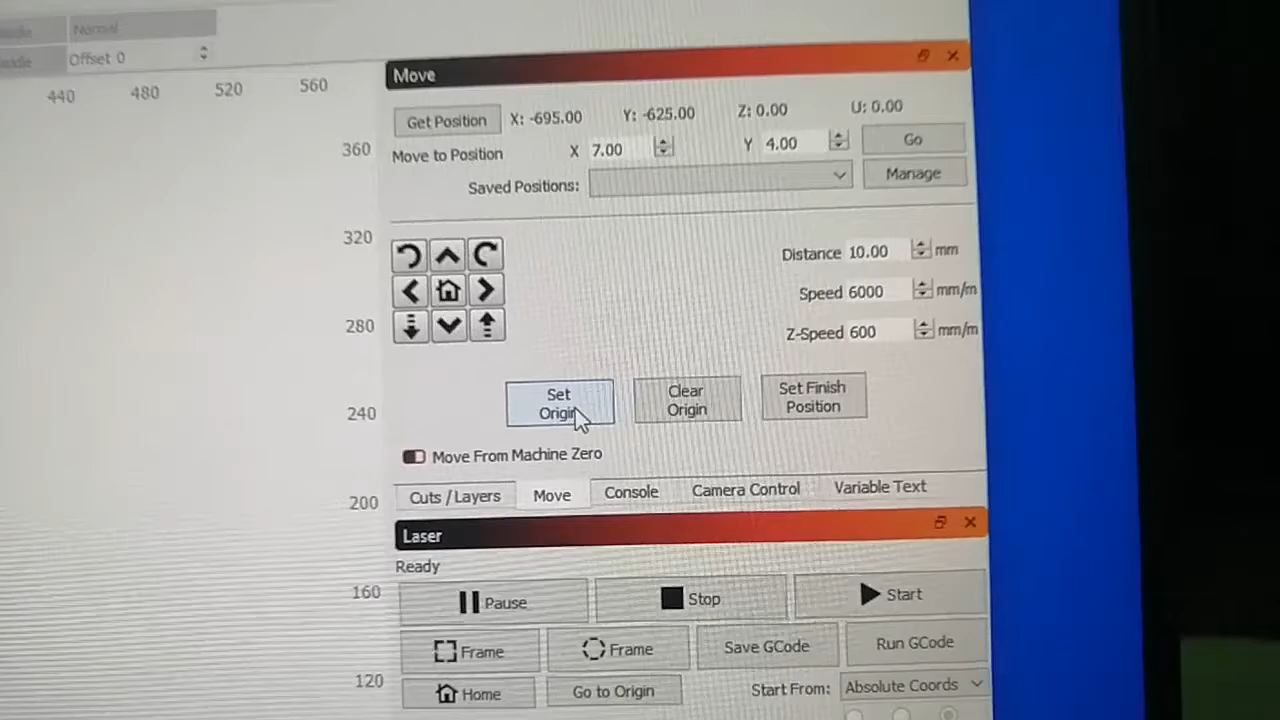 Normal
Offset 0
440 480 520 560
Move
Get Position X: -695.00 Y: -625.00 Z: 0.00 U: 0.00
360
Move to Position X 7.00 Y 4.00 Go
Saved Positions: Manage
320
Distance 10.00 mm
Speed 6000 mm/m
280
Z-Speed 600 mm/m
Set Origin
Clear Origin
Set Finish Position
240
Move From Machine Zero
200
Cuts / Layers Move Console Camera Control Variable Text
Laser
Ready
160
Pause Stop Start
Frame Frame Save GCode Run GCode
120
Home Go to Origin Start From: Absolute Coords